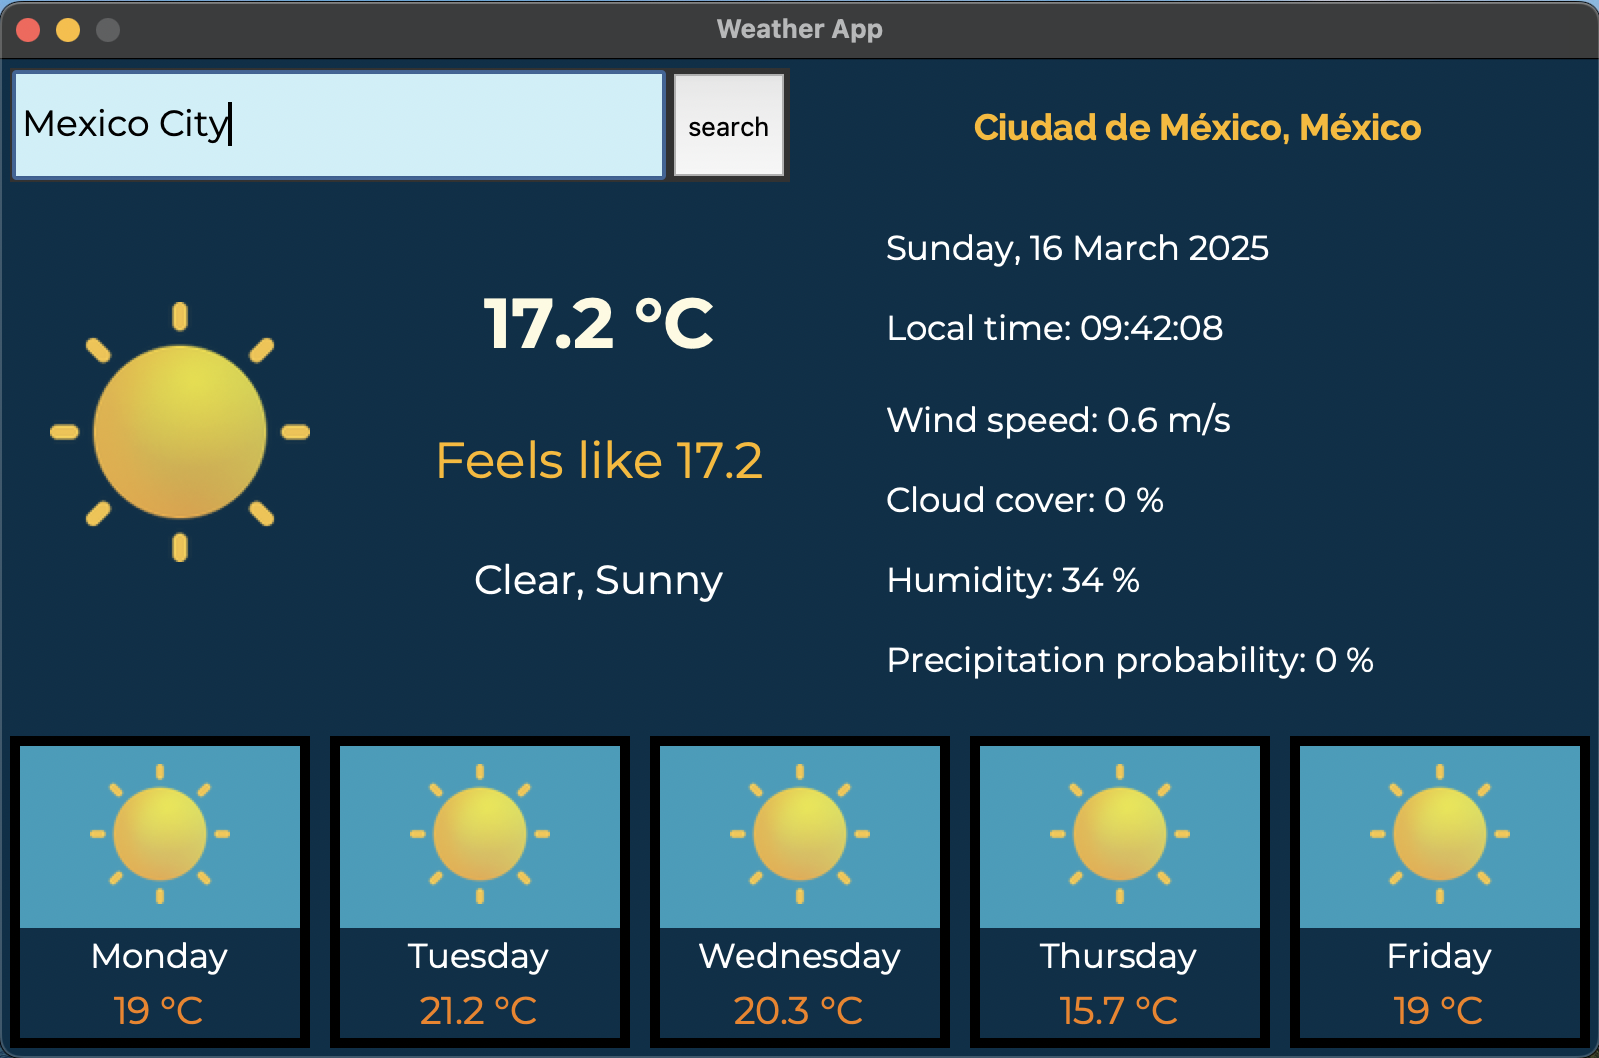 Weather App
Mexico City
search
Ciudad de México, México
Sunday, 16 March 2025
Local time: 09:42:08
17.2 °C
Feels like 17.2
Clear, Sunny
Wind speed: 0.6 m/s
Cloud cover: 0 %
Humidity: 34 %
Precipitation probability: 0 %
Monday
19 °C
Tuesday
21.2 °C
Wednesday
20.3 °C
Thursday
15.7 °C
Friday
19 °C